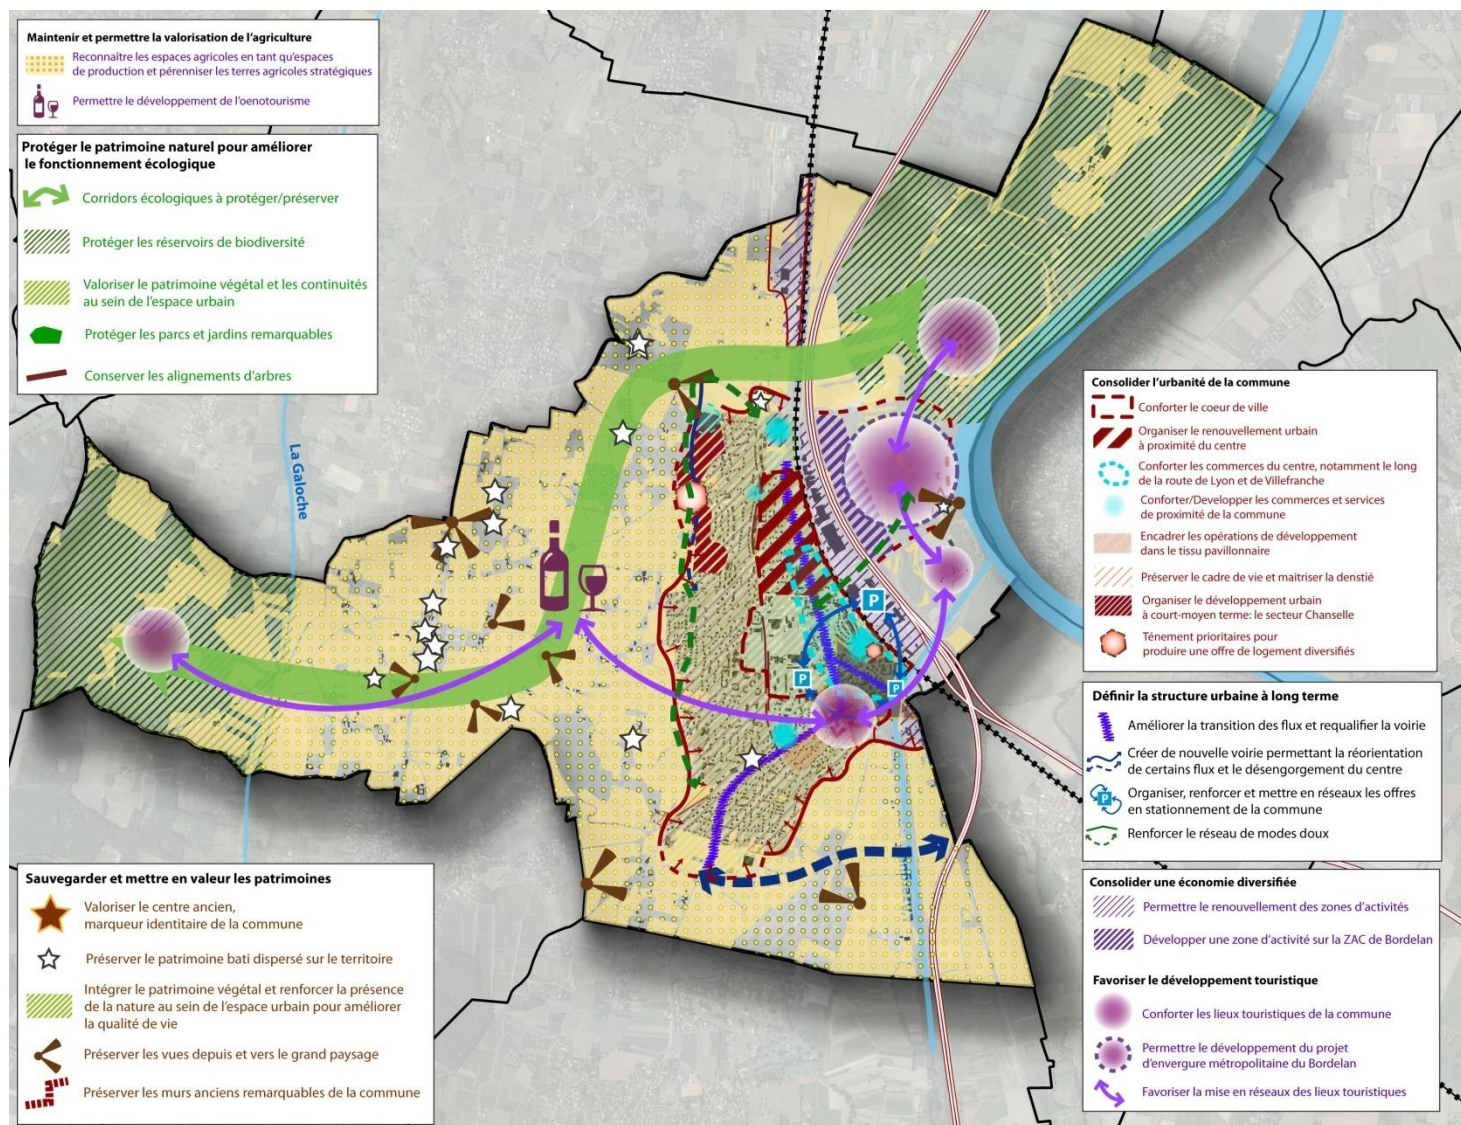 Maintenir et permettre la valorisation de l'agriculture
Reconnaître les espaces agricoles en tant qu'espaces
de production et pérenniser les terres agricoles stratégiques
Permettre le développement de l'oenotourisme
Protéger le patrimoine naturel pour améliorer
le fonctionnement écologique
Corridors écologiques à protéger/préserver
Protéger les réservoirs de biodiversité
Valoriser le patrimoine végétal et les continuités
au sein de l'espace urbain
Protéger les parcs et jardins remarquables
Conserver les alignements d'arbres
La Galoche
P
P
P
Sauvegarder et mettre en valeur les patrimoines
Valoriser le centre ancien,
marqueur identitaire de la commune
Préserver le patrimoine bati dispersé sur le territoire
Intégrer le patrimoine végétal et renforcer la présence
de la nature au sein de l'espace urbain pour améliorer
la qualité de vie
Préserver les vues depuis et vers le grand paysage
Préserver les murs anciens remarquables de la commune
Consolider l'urbanité de la commune
Conforter le coeur de ville
Organiser le renouvellement urbain
à proximité du centre
Conforter les commerces du centre, notamment le long
de la route de Lyon et de Villefranche
Conforter/Developper les commerces et services
de proximité de la commune
Encadrer les opérations de développement
dans le tissu pavillonnaire
Préserver le cadre de vie et maitriser la denstié
Organiser le développement urbain
à court-moyen terme: le secteur Chanselle
Ténement prioritaires pour
produire une offre de logement diversifiés
Définir la structure urbaine à long terme
Améliorer la transition des flux et requalifier la voirie
Créer de nouvelle voirie permettant la réorientation
de certains flux et le désengorgement du centre
P
Organiser, renforcer et mettre en réseaux les offres
en stationnement de la commune
Renforcer le réseau de modes doux
Consolider une économie diversifiée
Permettre le renouvellement des zones d'activités
Développer une zone d'activité sur la ZAC de Bordelan
Favoriser le développement touristique
Conforter les lieux touristiques de la commune
Permettre le développement du projet
d'envergure métropolitaine du Bordelan
Favoriser la mise en réseaux des lieux touristiques